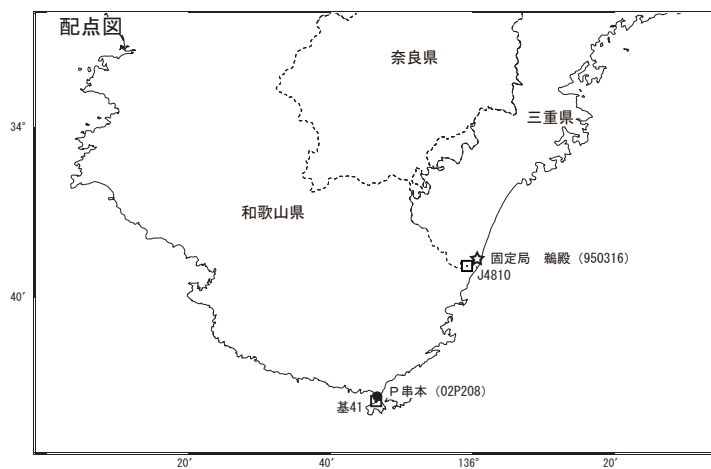 配点図
奈良県
34°
三重県
和歌山県
固定局 鵜殿（950316）
J4810
40′
P串本（02P208）
基41
20′
40′
136°
20′